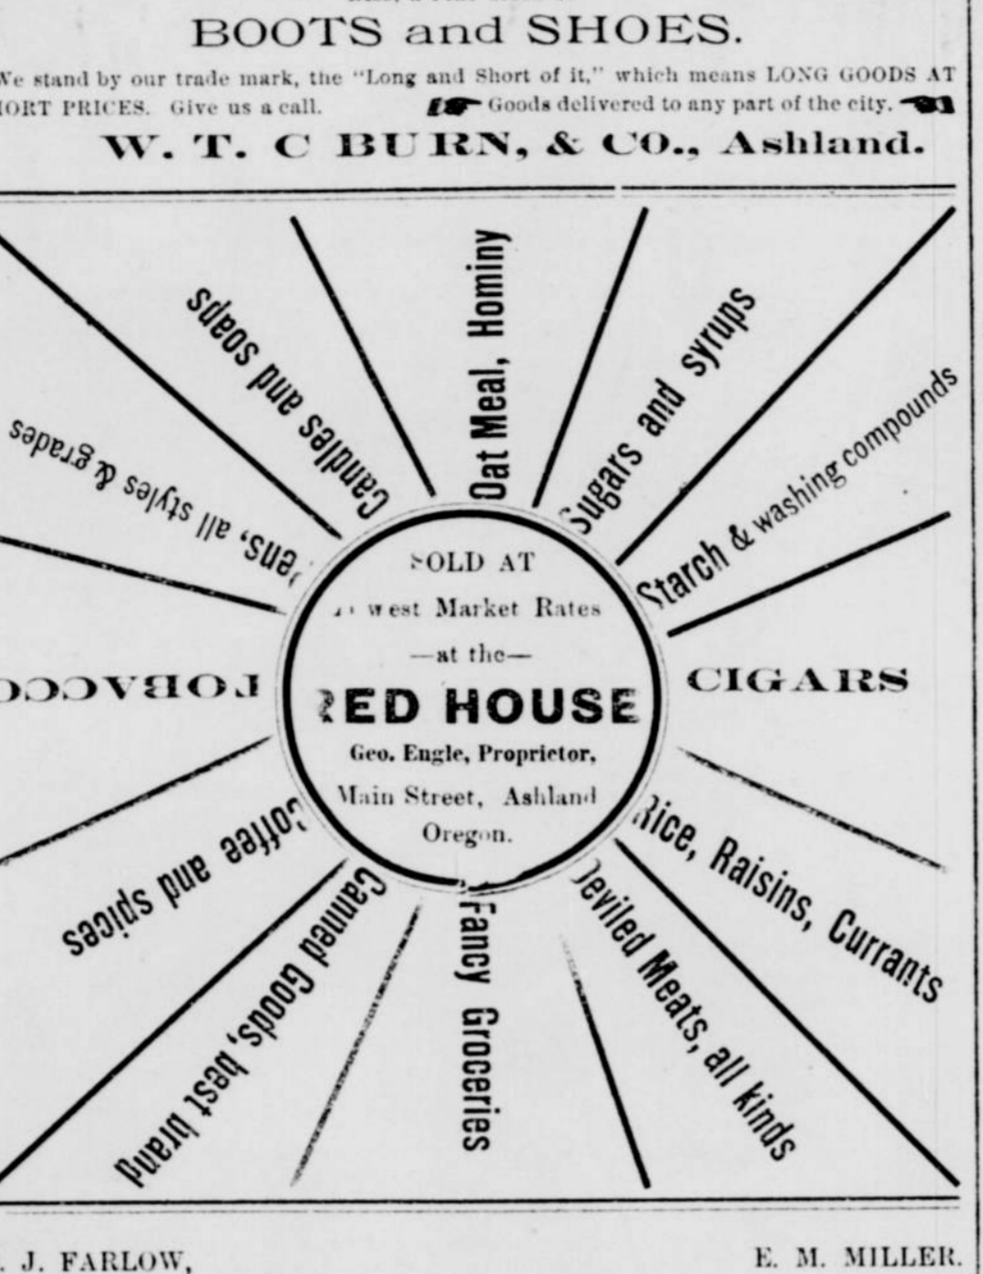 BOOTS and SHOES.
We stand by our trade mark, the "Long and Short of it," which means LONG GOODS AT
HORT PRICES. Give us a call. Goods delivered to any part of the city.
W. T. C BURN, & CO., Ashland.
Oat Meal, Hominy
Sugars and syrups
Starch & washing compounds
CIGARS
Rice, Raisins, Currants
Deviled Meats, all kinds
Fancy Groceries
Canned Goods, best brand
Coffee and spices
TOBACCO
ens, all styles & grades
Candles and soaps
SOLD AT
west Market Rates
—at the—
RED HOUSE
Geo. Engle, Proprietor,
Main Street, Ashland
Oregon.
. J. FARLOW,
E. M. MILLER.